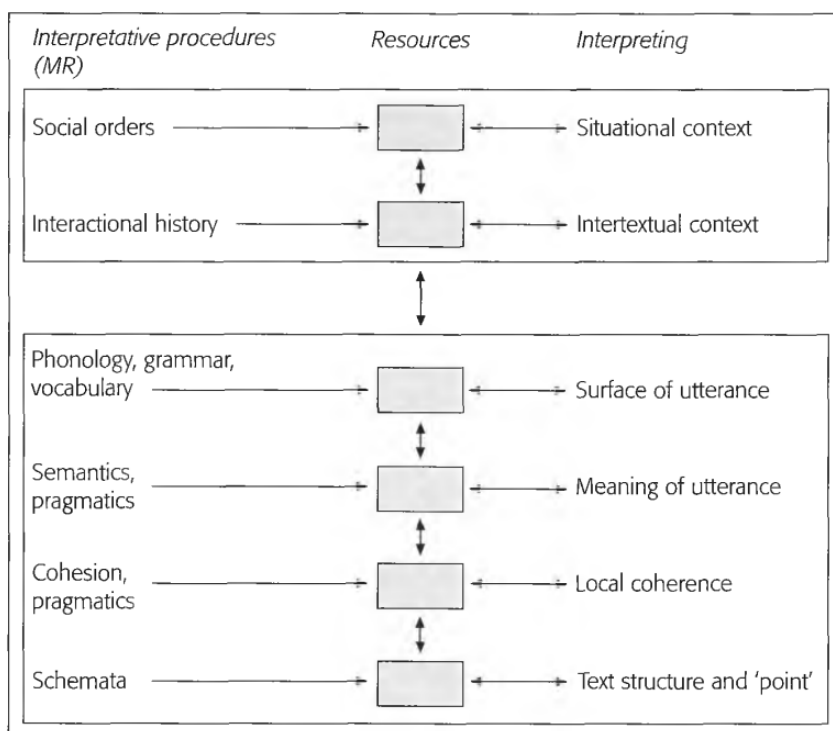 Interpretative procedures
(MR)
Resources
Interpreting
Social orders
Situational context
Interactional history
Intertextual context
Phonology, grammar,
vocabulary
Surface of utterance
Semantics,
pragmatics
Meaning of utterance
Cohesion,
pragmatics
Local coherence
Schemata
Text structure and ‘point’